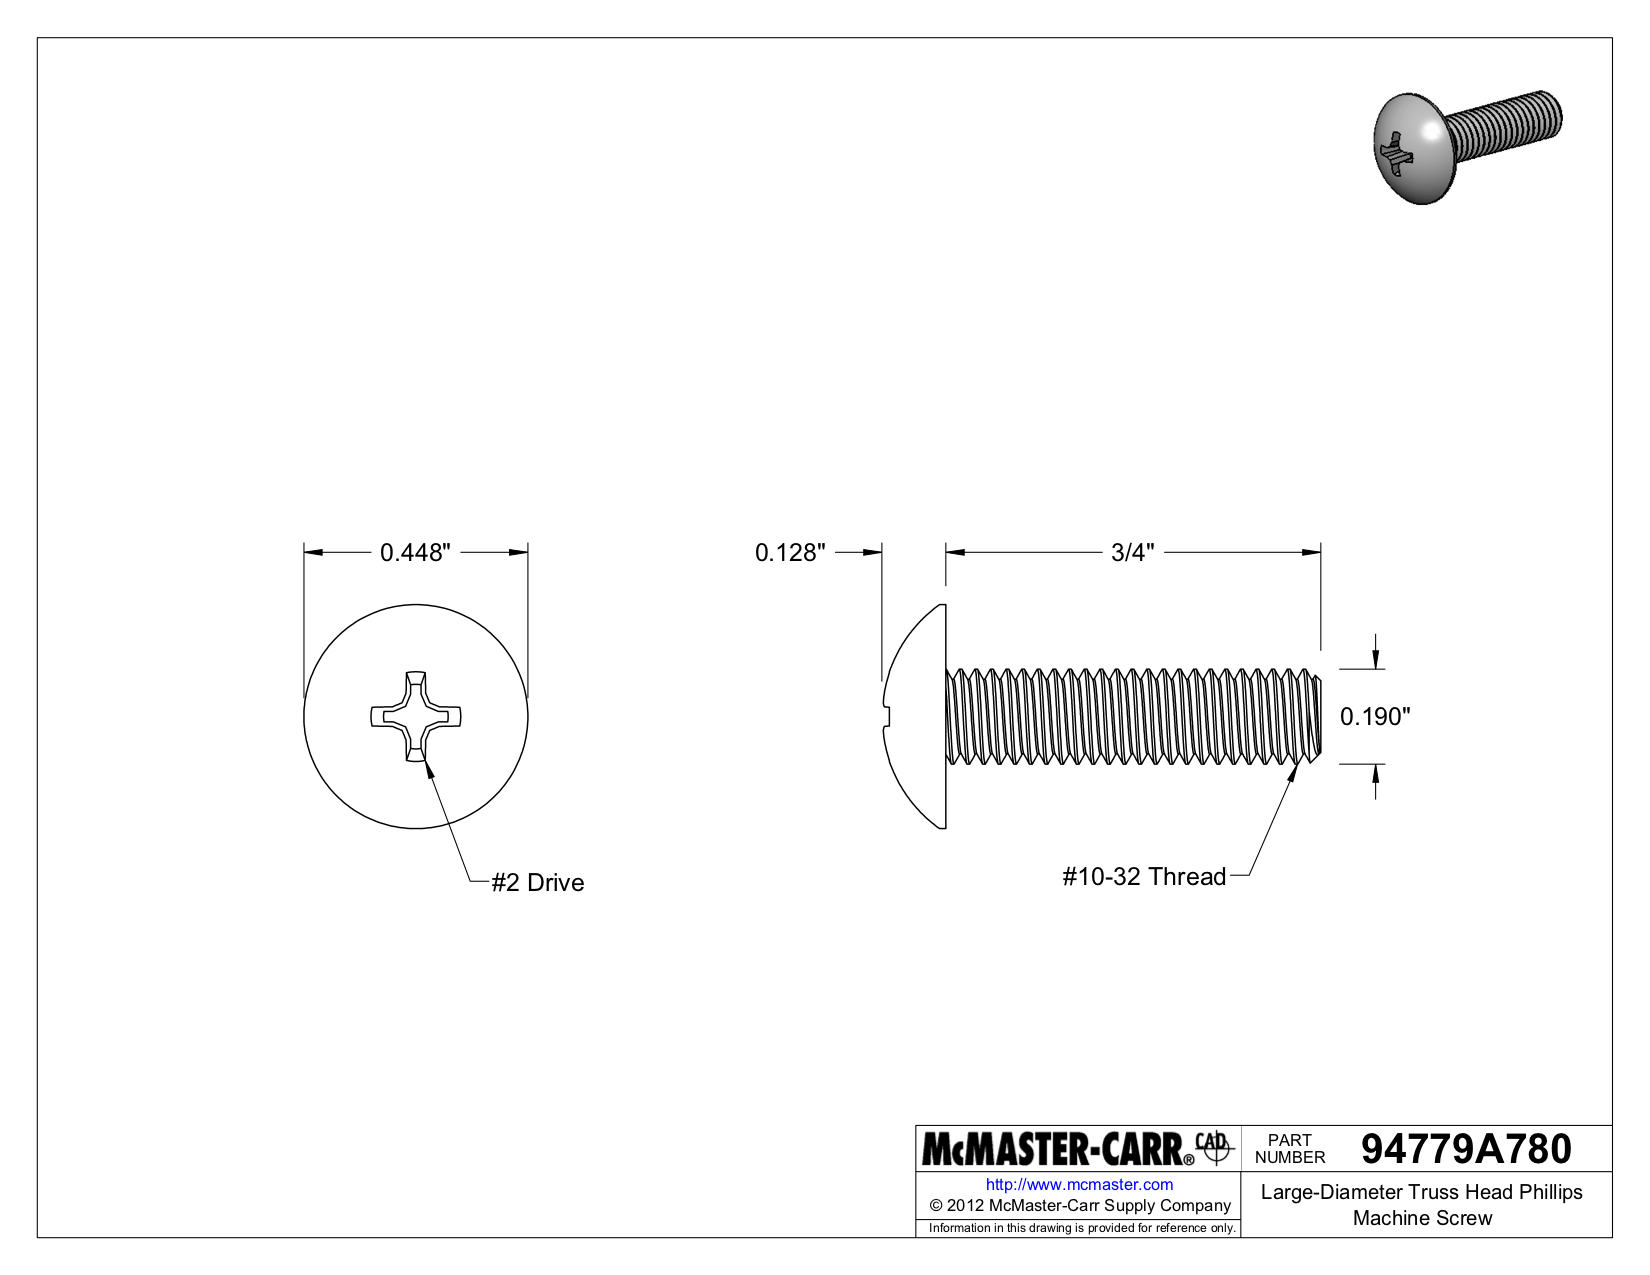 0.448"
0.128"
3/4"
0.190"
#2 Drive
#10-32 Thread
McMASTER-CARR® CAD
PART
NUMBER
94779A780
http://www.mcmaster.com
© 2012 McMaster-Carr Supply Company
Information in this drawing is provided for reference only.
Large-Diameter Truss Head Phillips
Machine Screw